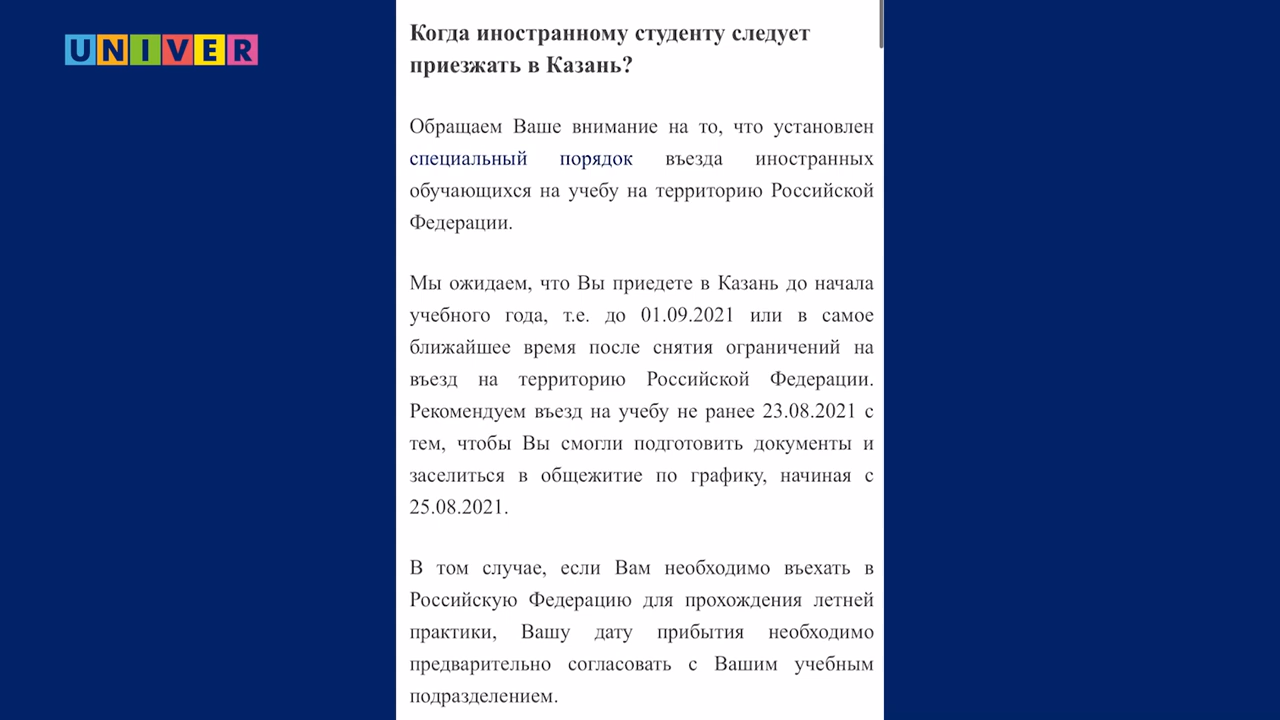 UNIVER
Когда иностранному студенту следует
приезжать в Казань?
Обращаем Ваше внимание на то, что установлен
специальный порядок въезда иностранных
обучающихся на учебу на территорию Российской
Федерации.
Мы ожидаем, что Вы приедете в Казань до начала
учебного года, т.е. до 01.09.2021 или в самое
ближайшее время после снятия ограничений на
въезд на территорию Российской Федерации.
Рекомендуем въезд на учебу не ранее 23.08.2021 с
тем, чтобы Вы смогли подготовить документы и
заселиться в общежитие по графику, начиная с
25.08.2021.
В том случае, если Вам необходимо въехать в
Российскую Федерацию для прохождения летней
практики, Вашу дату прибытия необходимо
предварительно согласовать с Вашим учебным
подразделением.